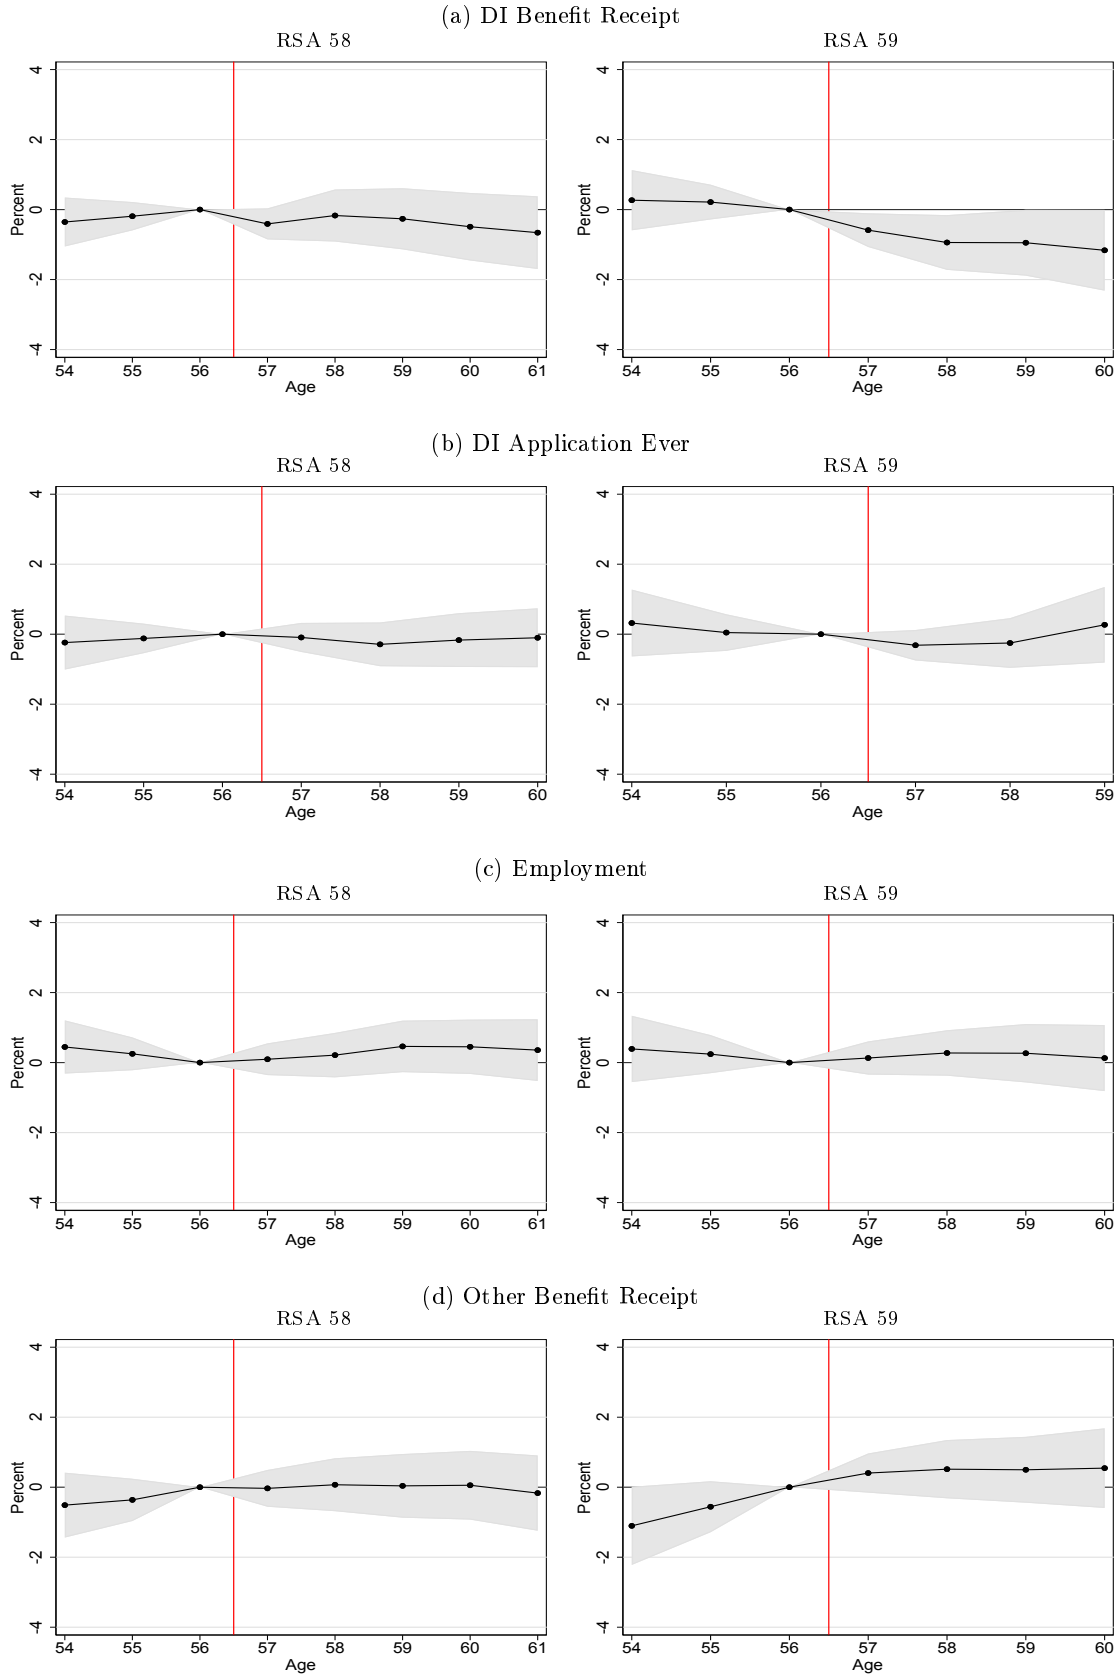 (a) DI Benefit Receipt
RSA 58
RSA 59
4
2
0
-2
-4
Percent
54 55 56 57 58 59 60 61
Age
4
2
0
-2
-4
Percent
54 55 56 57 58 59 60
Age
(b) DI Application Ever
RSA 58
RSA 59
4
2
0
-2
-4
Percent
54 55 56 57 58 59 60
Age
4
2
0
-2
-4
Percent
54 55 56 57 58 59
Age
(c) Employment
RSA 58
RSA 59
4
2
0
-2
-4
Percent
54 55 56 57 58 59 60 61
Age
4
2
0
-2
-4
Percent
54 55 56 57 58 59 60
Age
(d) Other Benefit Receipt
RSA 58
RSA 59
4
2
0
-2
-4
Percent
54 55 56 57 58 59 60 61
Age
4
2
0
-2
-4
Percent
54 55 56 57 58 59 60
Age